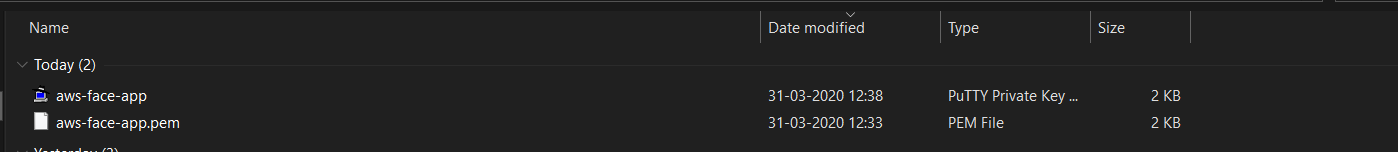 Name Date modified Type Size
Today (2)
aws-face-app 31-03-2020 12:38 PuTTY Private Key ... 2 KB
aws-face-app.pem 31-03-2020 12:33 PEM File 2 KB